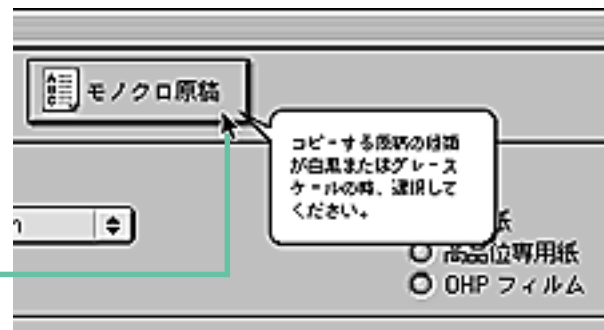 モノクロ原稿
コピーする原稿の種類
が白黒またはグレース
ケールの時、選択して
ください。
紙
高品位専用紙
OHP フィルム